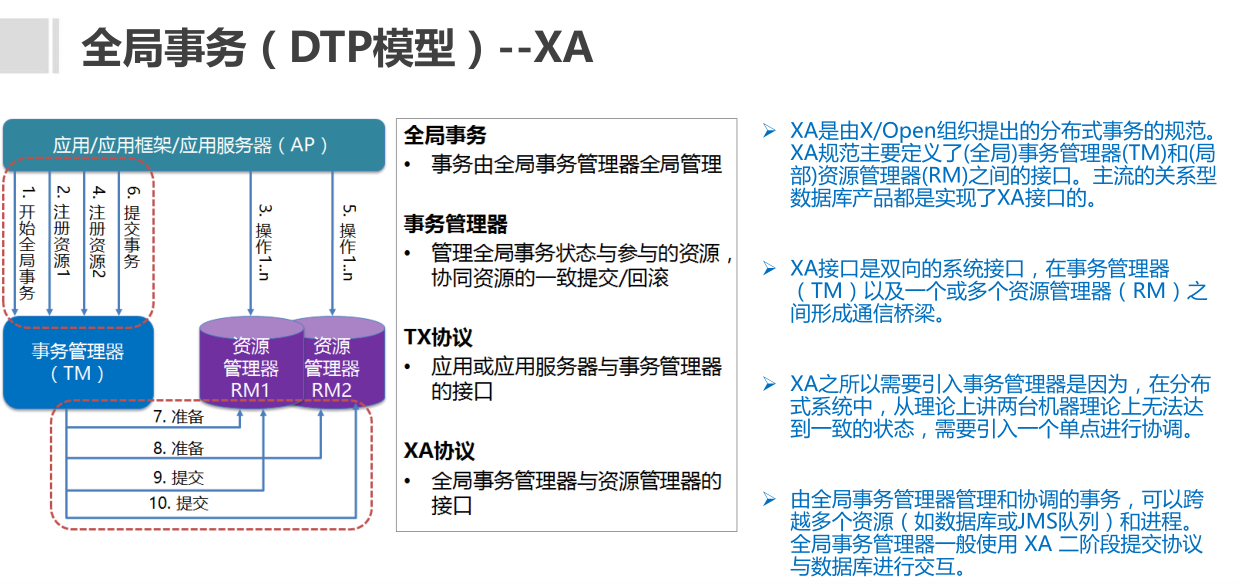 全局事务（DTP模型）--XA
应用/应用框架/应用服务器（AP）
1. 开始全局事务
2. 注册资源1
4. 注册资源2
6. 提交事务
3. 操作1..n
5. 操作1..n
事务管理器
（TM）
资源
管理器
RM1
资源
管理器
RM2
7. 准备
8. 准备
9. 提交
10. 提交
全局事务
• 事务由全局事务管理器全局管理
事务管理器
• 管理全局事务状态与参与的资源，
协同资源的一致提交/回滚
TX协议
• 应用或应用服务器与事务管理器
的接口
XA协议
• 全局事务管理器与资源管理器的
接口
➢ XA是由X/Open组织提出的分布式事务的规范。
XA规范主要定义了(全局)事务管理器(TM)和(局
部)资源管理器(RM)之间的接口。主流的关系型
数据库产品都是实现了XA接口的。
➢ XA接口是双向的系统接口，在事务管理器
（TM）以及一个或多个资源管理器（RM）之
间形成通信桥梁。
➢ XA之所以需要引入事务管理器是因为，在分布
式系统中，从理论上讲两台机器理论上无法达
到一致的状态，需要引入一个单点进行协调。
➢ 由全局事务管理器管理和协调的事务，可以跨
越多个资源（如数据库或JMS队列）和进程。
全局事务管理器一般使用 XA 二阶段提交协议
与数据库进行交互。